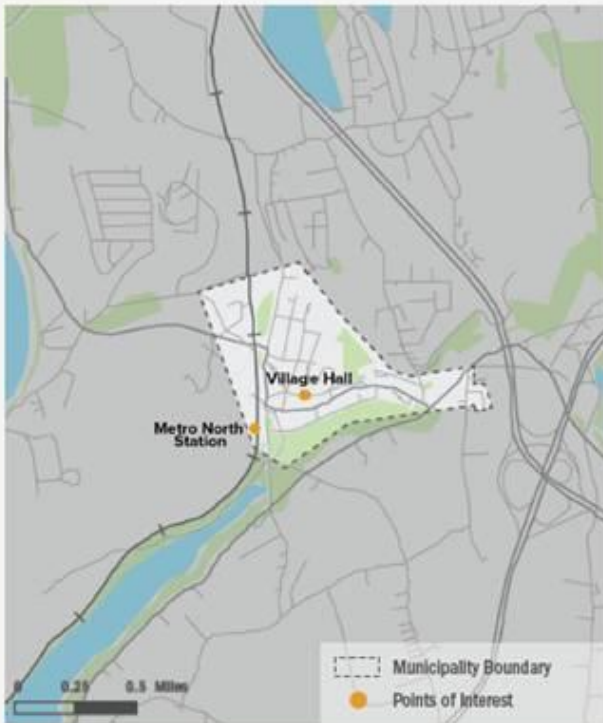 Village Hall
Metro North
Station
0 0.25 0.5 Miles
Municipality Boundary
Points of Interest